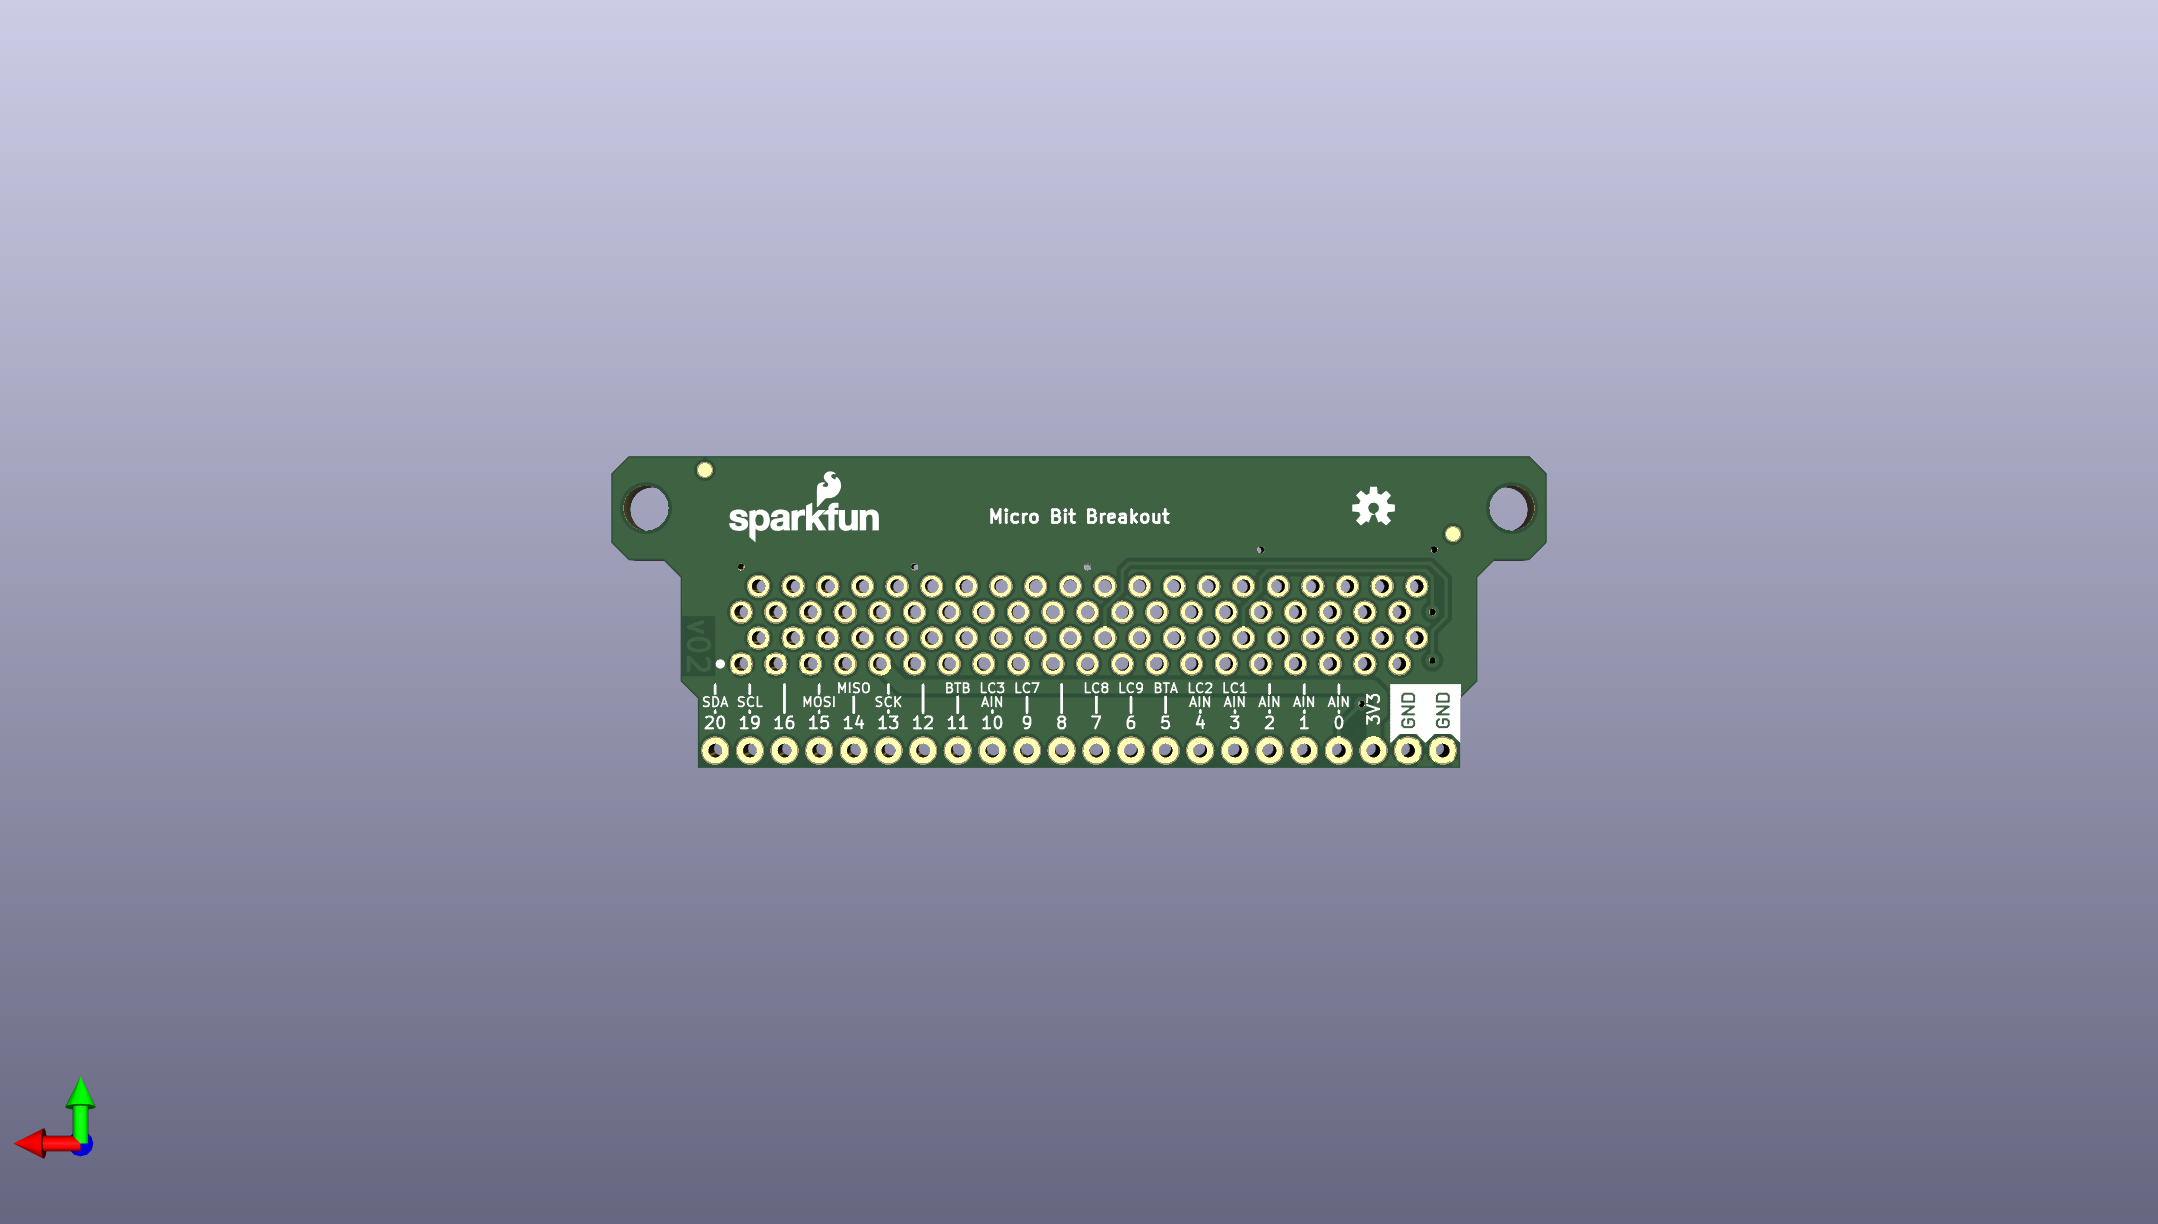 sparkfun
Micro Bit Breakout
v02
MISO BTB LC3 LC7 LC8 LC9 BTA LC2 LC1
SDA SCL MOSI SCK AIN AIN AIN AIN AIN AIN 3V3 GND GND
20 19 16 15 14 13 12 11 10 9 8 7 6 5 4 3 2 1 0